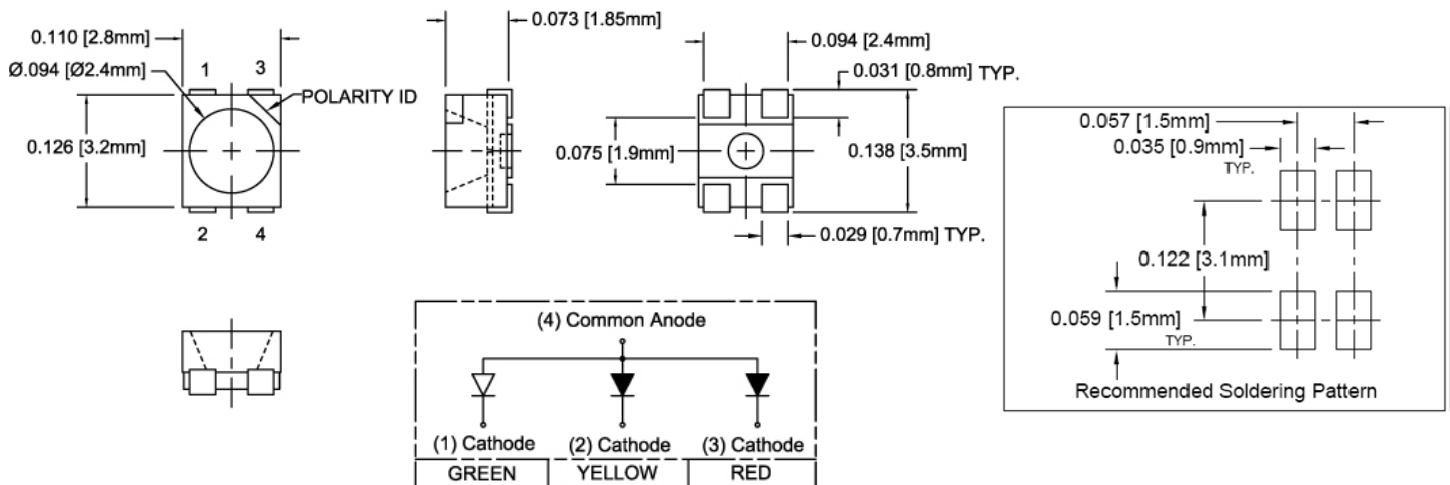 0.110 [2.8mm]
Ø.094 [Ø2.4mm]
1 3
POLARITY ID
0.126 [3.2mm]
2 4
0.073 [1.85mm]
0.094 [2.4mm]
0.031 [0.8mm] TYP.
0.075 [1.9mm]
0.138 [3.5mm]
0.029 [0.7mm] TYP.
0.057 [1.5mm]
0.035 [0.9mm]
TYP.
0.122 [3.1mm]
0.059 [1.5mm]
TYP.
Recommended Soldering Pattern
(4) Common Anode
(1) Cathode (2) Cathode (3) Cathode
GREEN YELLOW RED